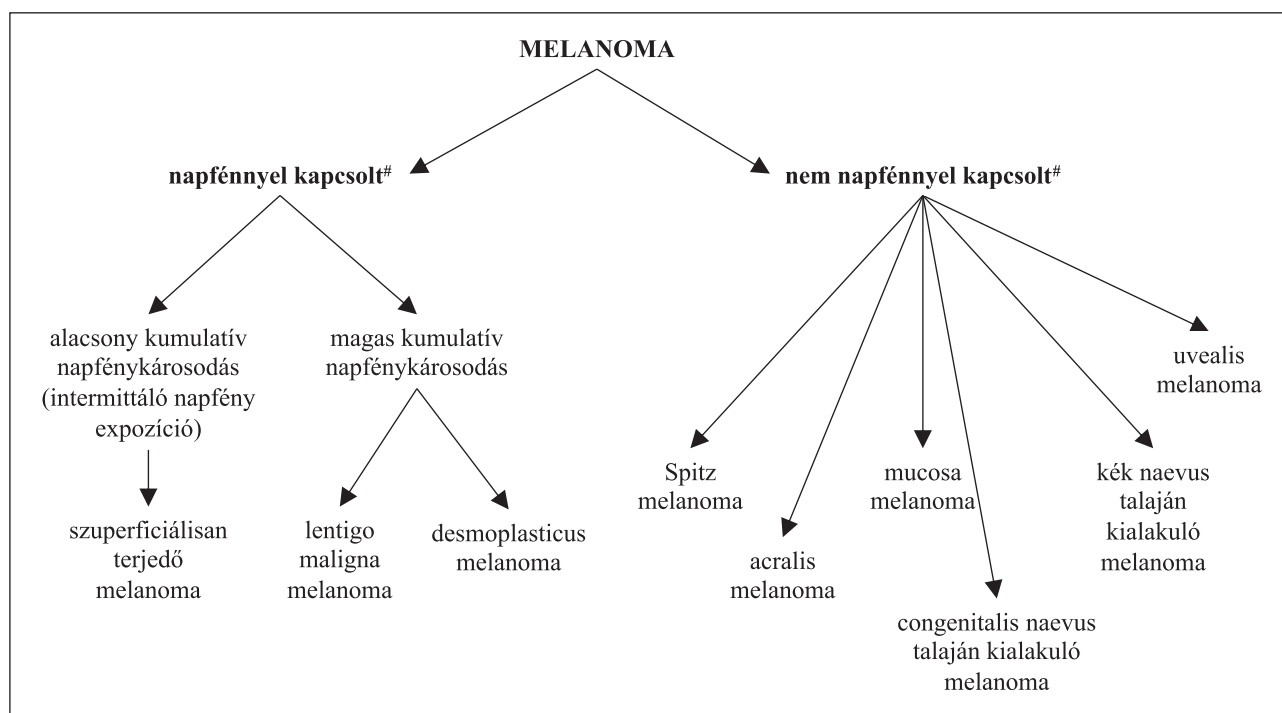 MELANOMA
napfénnyel kapcsolt#
nem napfénnyel kapcsolt#
alacsony kumulatív
napfénykárosodás
(intermittáló napfény
expozíció)
magas kumulatív
napfénykárosodás
szuperficiálisan
terjedő
melanoma
lentigo
maligna
melanoma
desmoplasticus
melanoma
Spitz
melanoma
acralis
melanoma
mucosa
melanoma
congenitalis naevus
talaján kialakuló
melanoma
kék naevus
talaján
kialakuló
melanoma
uvealis
melanoma